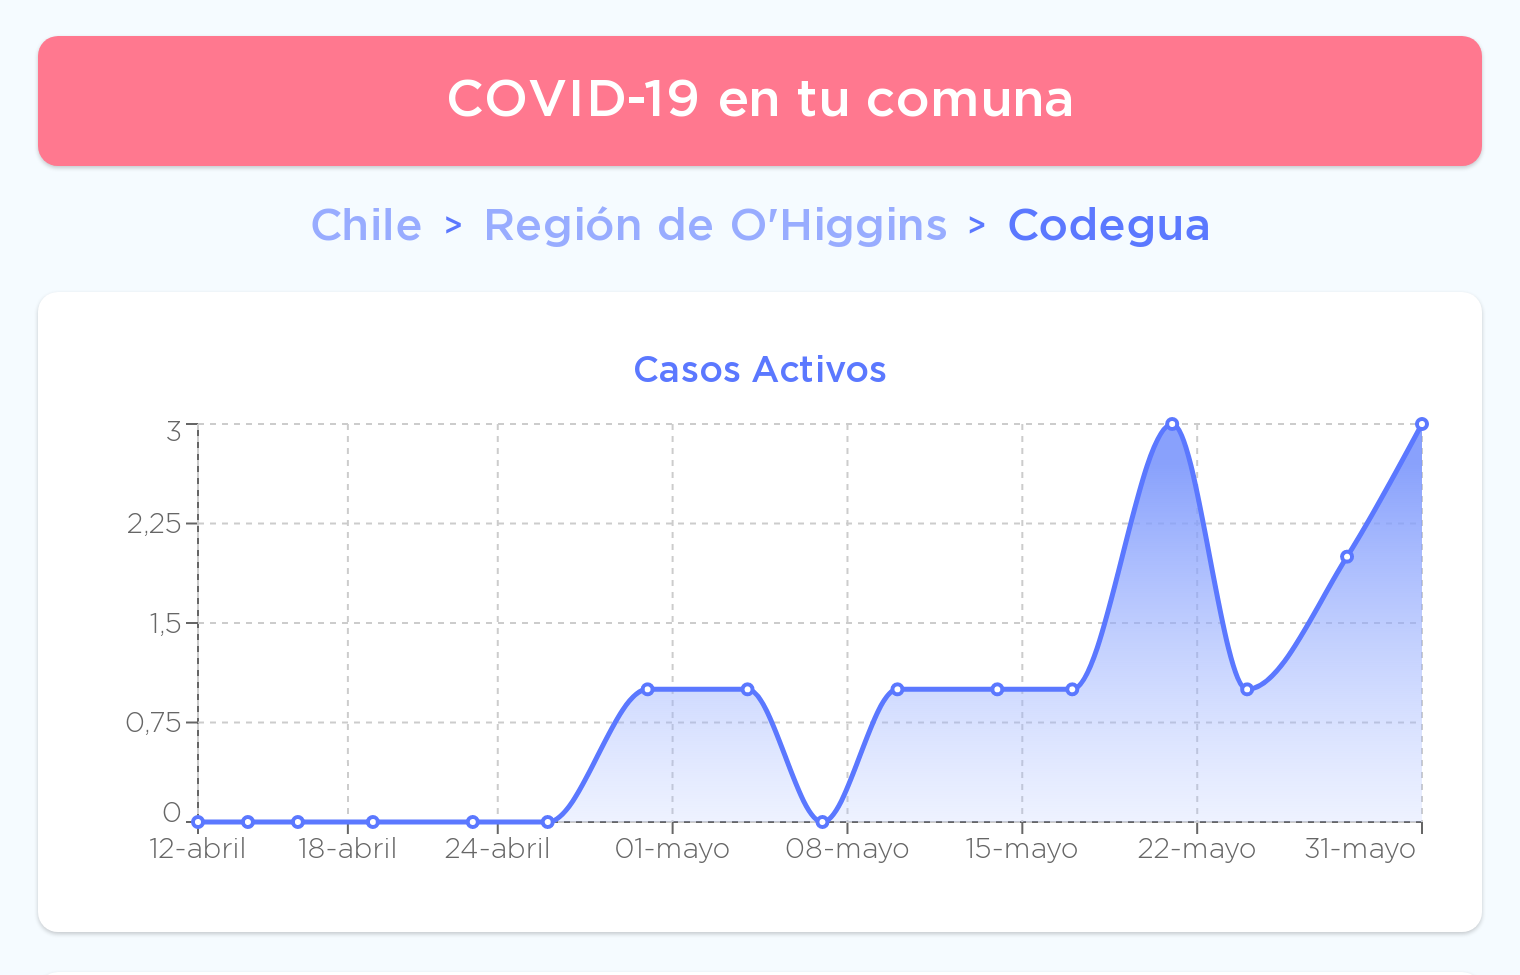 COVID-19 en tu comuna
Chile > Región de O'Higgins > Codegua
Casos Activos
3
2,25
1,5
0,75
0
12-abril 18-abril 24-abril 01-mayo 08-mayo 15-mayo 22-mayo 31-mayo